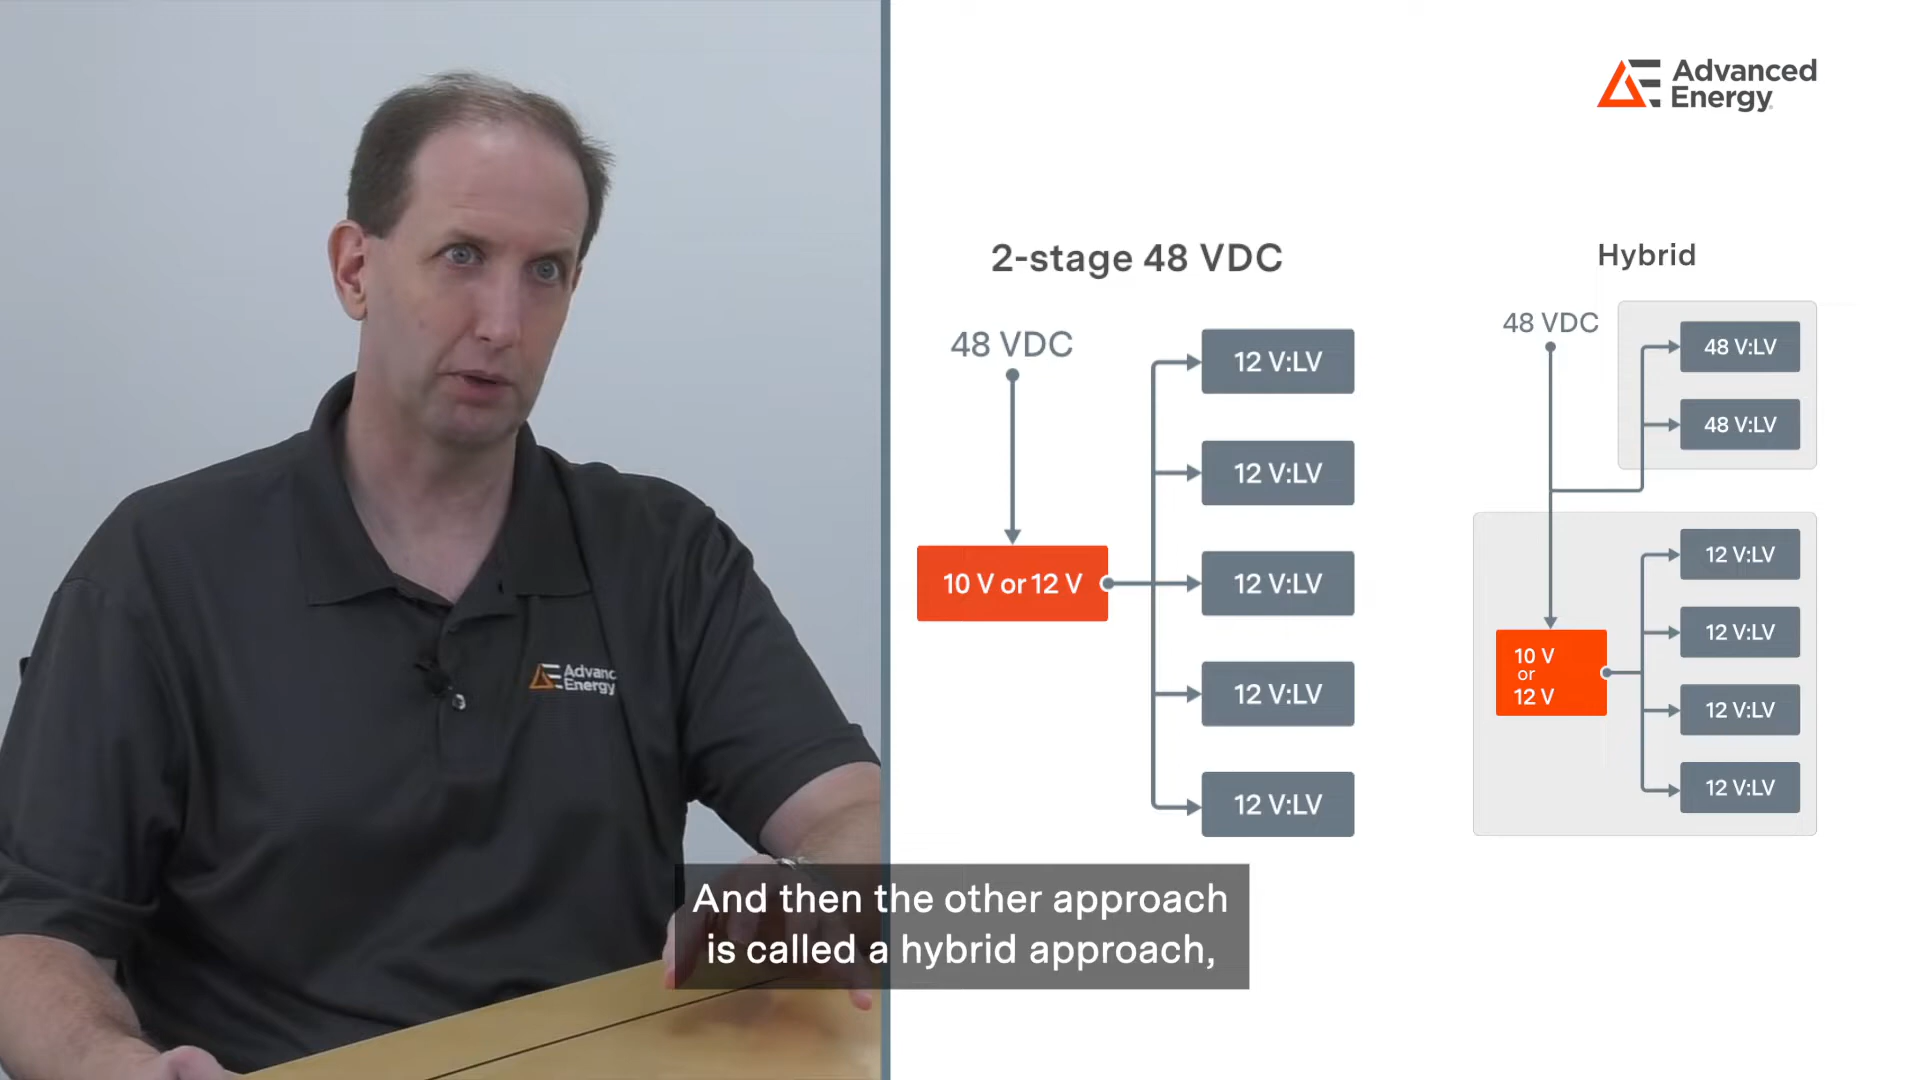 Advanced
Energy
2-stage 48 VDC
48 VDC
10 V or 12 V
12 V:LV
12 V:LV
12 V:LV
12 V:LV
12 V:LV
Hybrid
48 VDC
48 V:LV
48 V:LV
10 V
or
12 V
12 V:LV
12 V:LV
12 V:LV
12 V:LV
Advanc
Energy
And then the other approach
is called a hybrid approach,